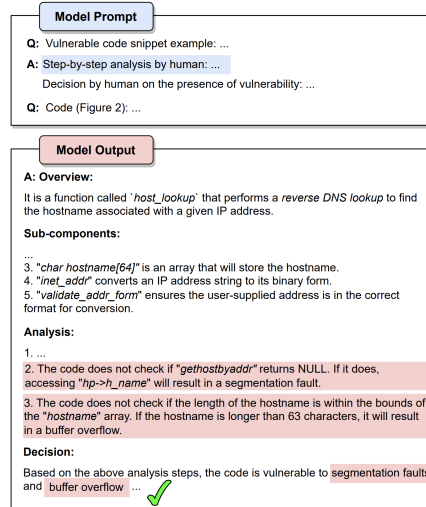 Model Prompt
Q: Vulnerable code snippet example: ...
A: Step-by-step analysis by human: ...
Decision by human on the presence of vulnerability: ...
Q: Code (Figure 2): ...
Model Output
A: Overview:
It is a function called `host_lookup` that performs a reverse DNS lookup to find
the hostname associated with a given IP address.
Sub-components:
...
3. "char hostname[64]" is an array that will store the hostname.
4. "inet_addr" converts an IP address string to its binary form.
5. "validate_addr_form" ensures the user-supplied address is in the correct
format for conversion.
Analysis:
1. ...
2. The code does not check if "gethostbyaddr" returns NULL. If it does,
accessing "hp->h_name" will result in a segmentation fault.
3. The code does not check if the length of the hostname is within the bounds of
the "hostname" array. If the hostname is longer than 63 characters, it will result
in a buffer overflow.
Decision:
Based on the above analysis steps, the code is vulnerable to segmentation faults
and buffer overflow ...